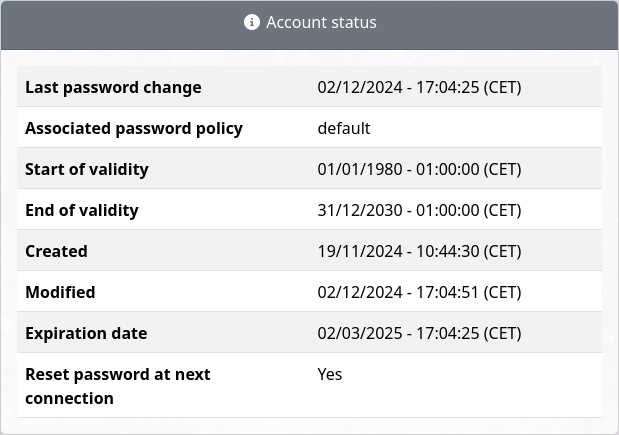 Account status
Last password change 02/12/2024 - 17:04:25 (CET)
Associated password policy default
Start of validity 01/01/1980 - 01:00:00 (CET)
End of validity 31/12/2030 - 01:00:00 (CET)
Created 19/11/2024 - 10:44:30 (CET)
Modified 02/12/2024 - 17:04:51 (CET)
Expiration date 02/03/2025 - 17:04:25 (CET)
Reset password at next Yes
connection